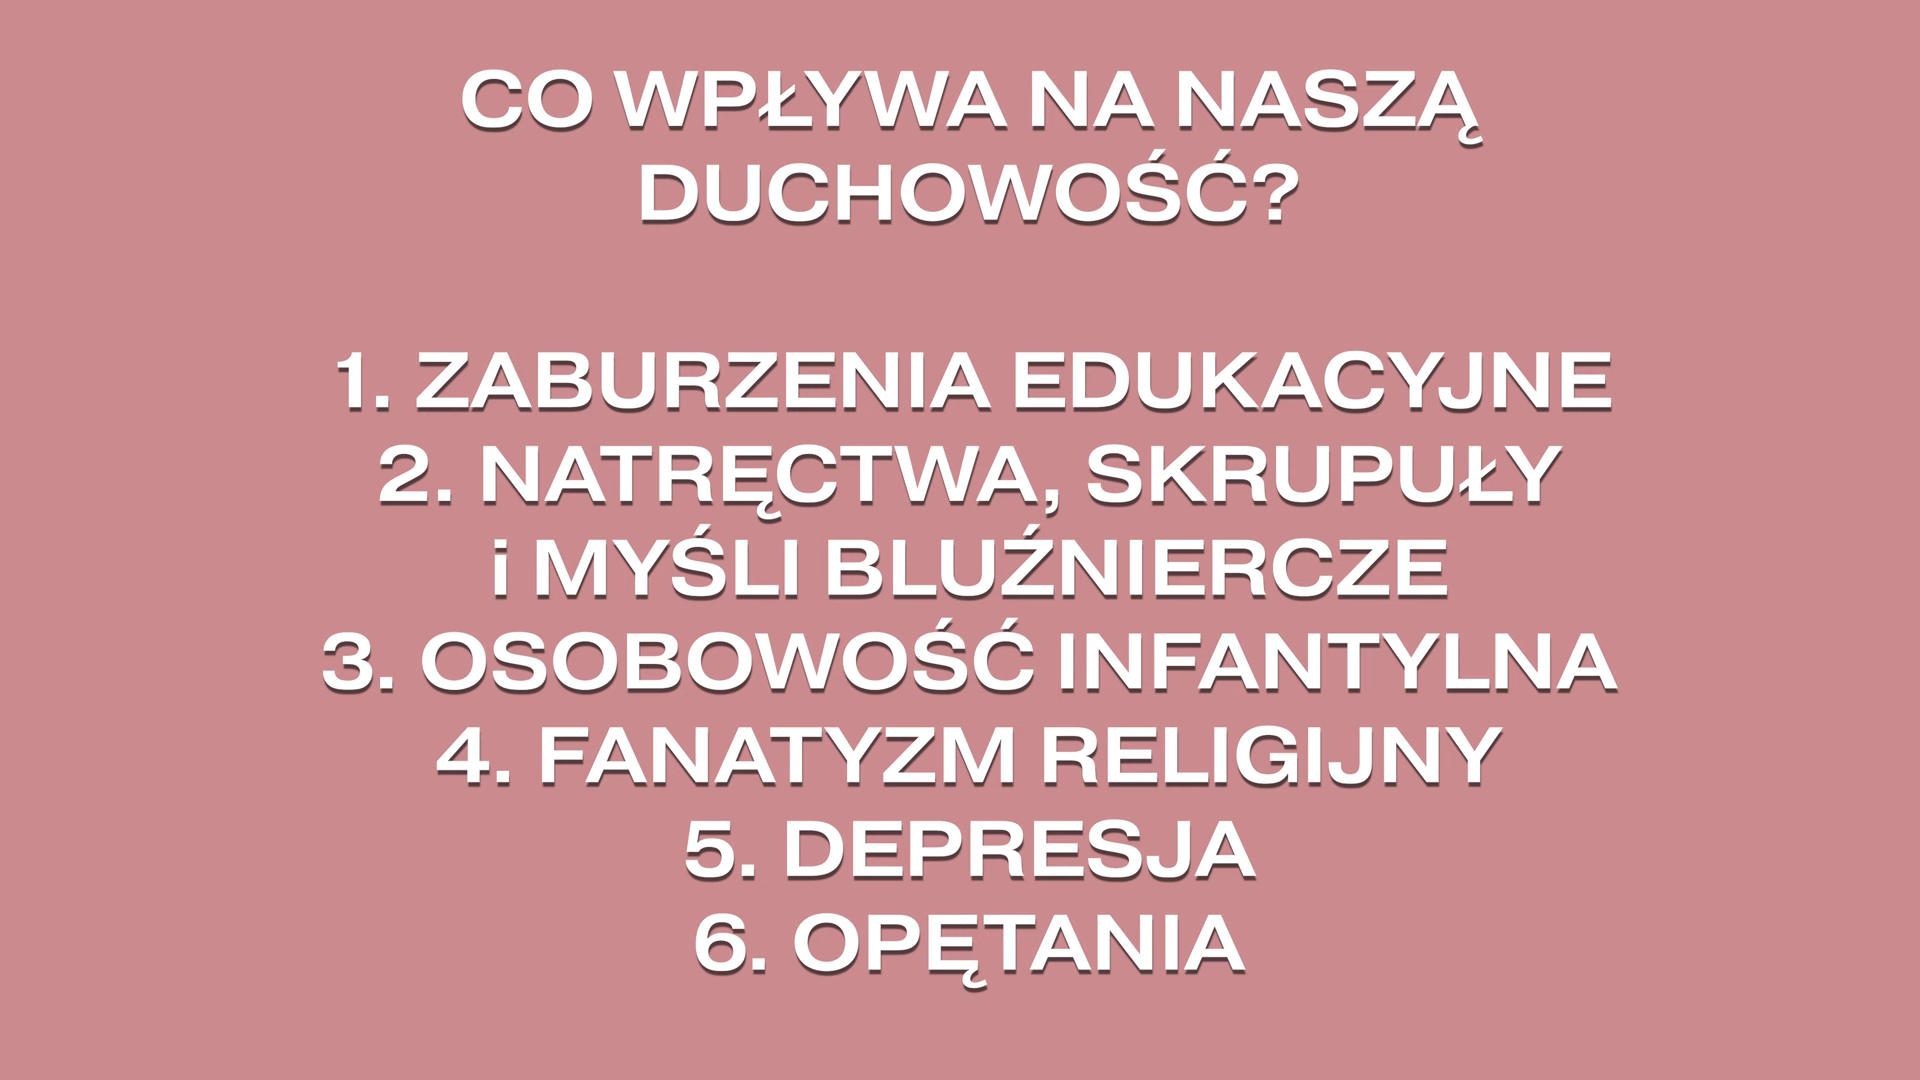 CO WPŁYWA NA NASZĄ
DUCHOWOŚĆ?
1. ZABURZENIA EDUKACYJNE
2. NATRĘCTWA, SKRUPUŁY
i MYŚLI BLUŹNIERCZE
3. OSOBOWOŚĆ INFANTYLNA
4. FANATYZM RELIGIJNY
5. DEPRESJA
6. OPĘTANIA